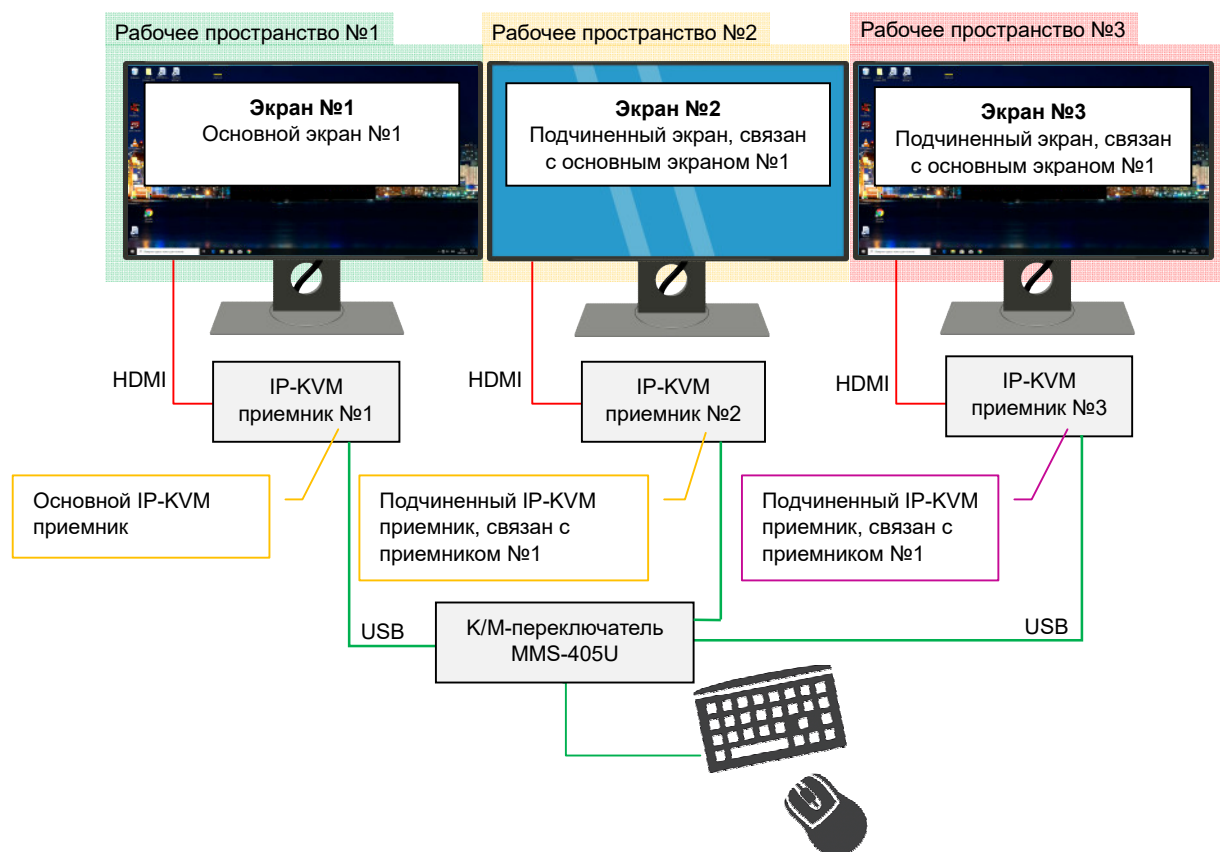 Рабочее пространство №1
Рабочее пространство №2
Рабочее пространство №3
Экран №1
Основной экран №1
Экран №2
Подчиненный экран, связан
с основным экраном №1
Экран №3
Подчиненный экран, связан
с основным экраном №1
HDMI
IP-KVM
приемник №1
HDMI
IP-KVM
приемник №2
HDMI
IP-KVM
приемник №3
Основной IP-KVM
приемник
Подчиненный IP-KVM
приемник, связан с
приемником №1
Подчиненный IP-KVM
приемник, связан с
приемником №1
USB
K/M-переключатель
MMS-405U
USB